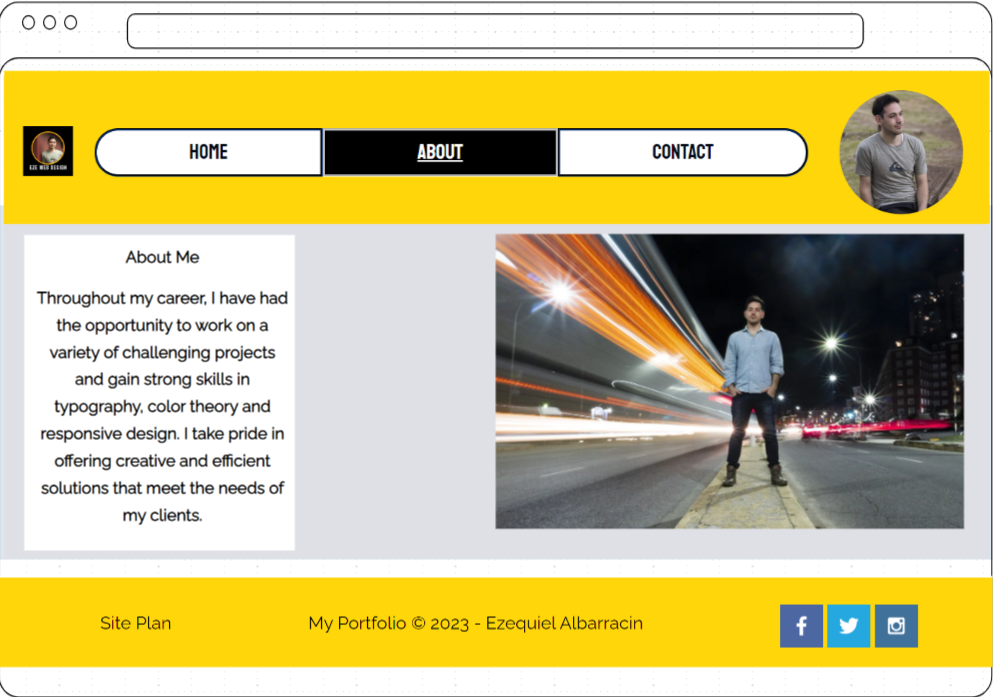 EZE WEB DESIGN
HOME
ABOUT
CONTACT
About Me
Throughout my career, I have had
the opportunity to work on a
variety of challenging projects
and gain strong skills in
typography, color theory and
responsive design. I take pride in
offering creative and efficient
solutions that meet the needs of
my clients.
Site Plan
My Portfolio © 2023 - Ezequiel Albarracin